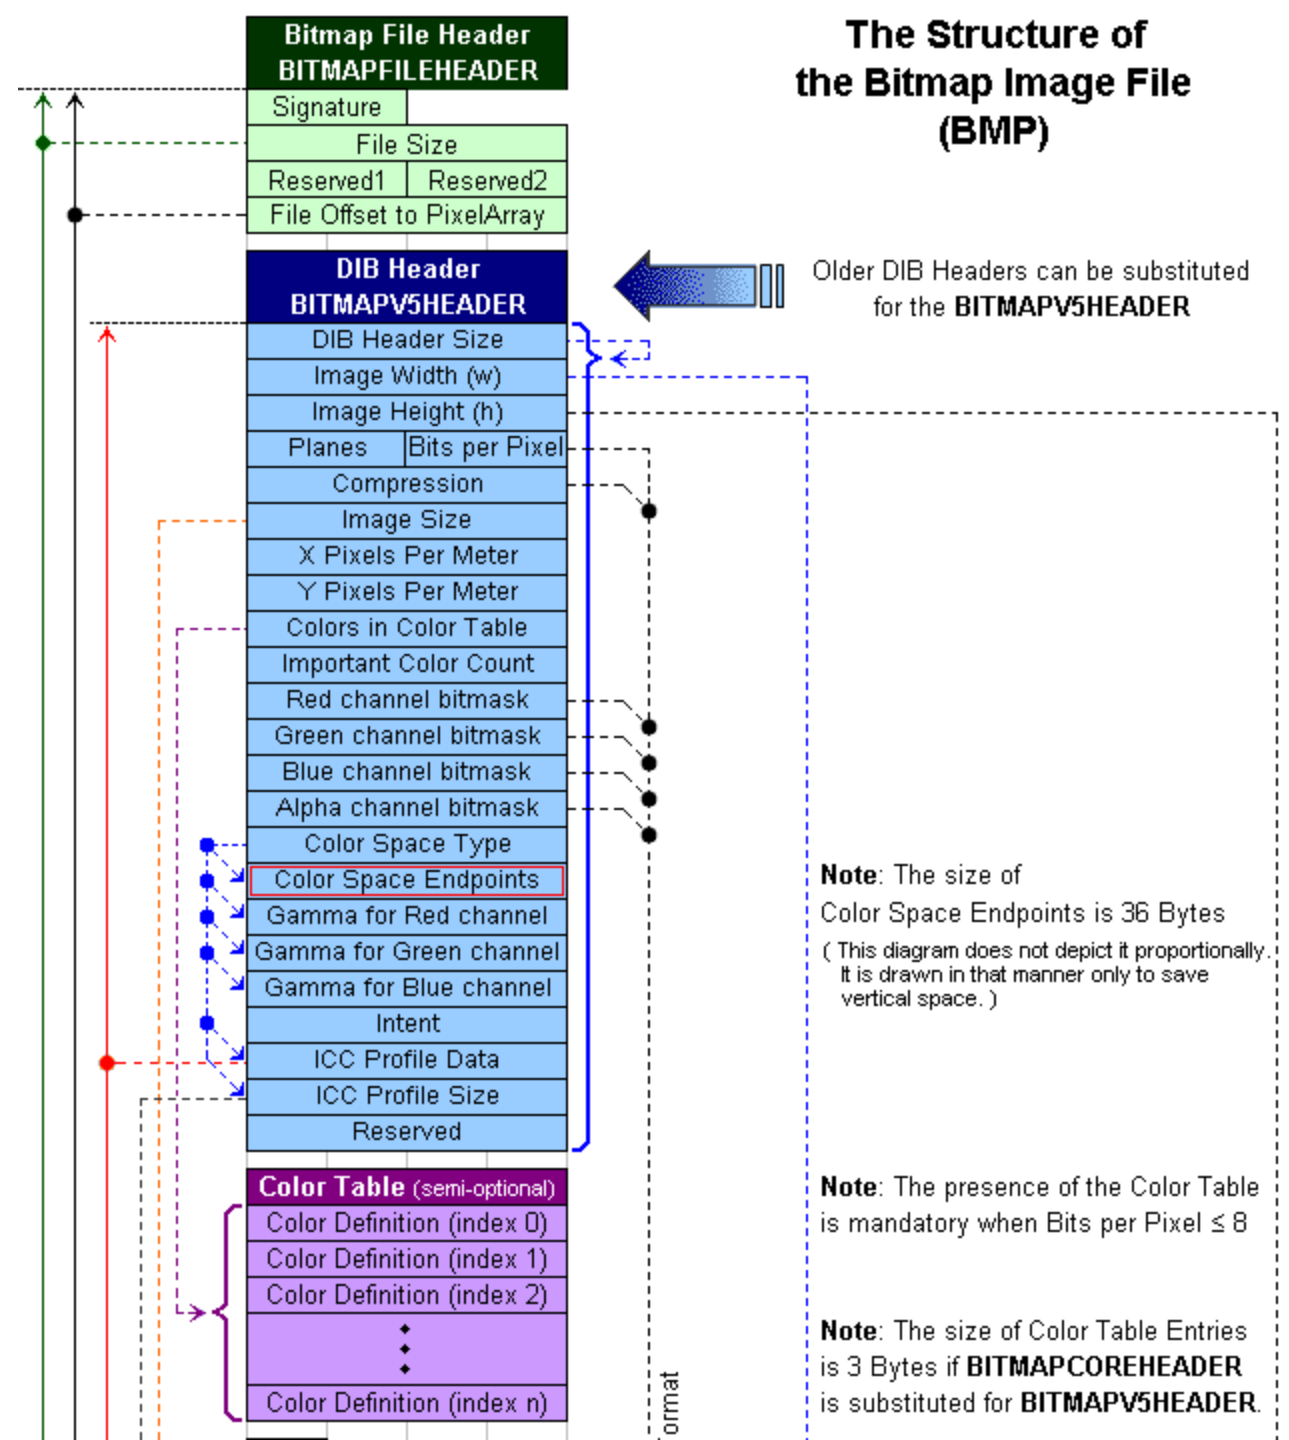 The Structure of
the Bitmap Image File
(BMP)
Bitmap File Header
BITMAPFILEHEADER
Signature
File Size
Reserved1 Reserved2
File Offset to PixelArray
DIB Header
BITMAPV5HEADER
Older DIB Headers can be substituted
for the BITMAPV5HEADER
DIB Header Size
Image Width (w)
Image Height (h)
Planes Bits per Pixel
Compression
Image Size
X Pixels Per Meter
Y Pixels Per Meter
Colors in Color Table
Important Color Count
Red channel bitmask
Green channel bitmask
Blue channel bitmask
Alpha channel bitmask
Color Space Type
Color Space Endpoints
Gamma for Red channel
Gamma for Green channel
Gamma for Blue channel
Intent
ICC Profile Data
ICC Profile Size
Reserved
Note: The size of
Color Space Endpoints is 36 Bytes
( This diagram does not depict it proportionally.
It is drawn in that manner only to save
vertical space. )
Color Table (semi-optional)
Color Definition (index 0)
Color Definition (index 1)
Color Definition (index 2)
Color Definition (index n)
Note: The presence of the Color Table
is mandatory when Bits per Pixel ≤ 8
Note: The size of Color Table Entries
is 3 Bytes if BITMAPCOREHEADER
is substituted for BITMAPV5HEADER.
ormat